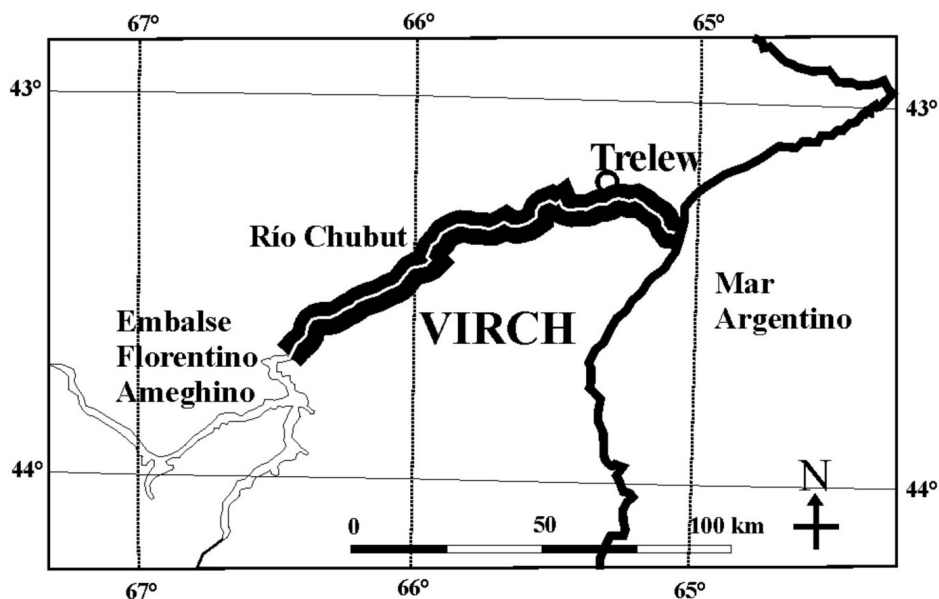 67° 66° 65°
43° 43°
Trelew
Río Chubut
Mar
Argentino
Embalse
Florentino
Ameghino
VIRCH
44° 44°
N
0 50 100 km
67° 66° 65°